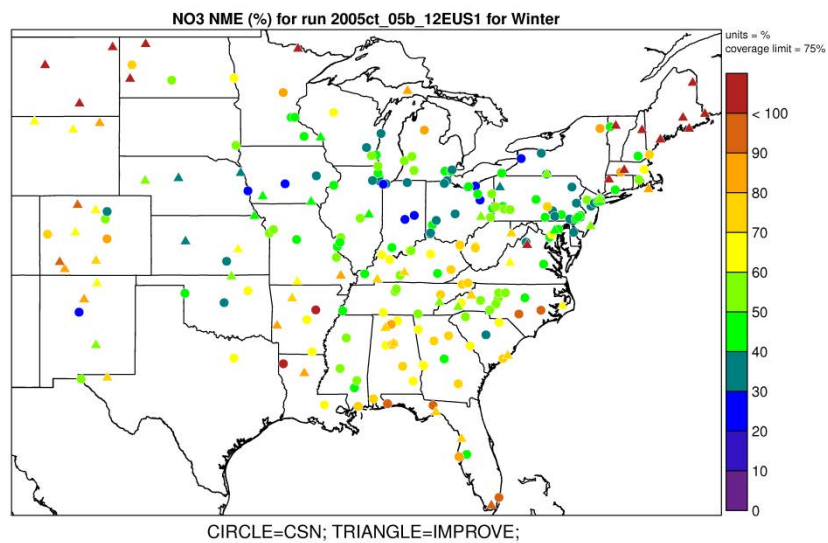 NO3 NME (%) for run 2005ct_05b_12EUS1 for Winter
units = %
coverage limit = 75%
< 100
90
80
70
60
50
40
30
20
10
0
CIRCLE=CSN; TRIANGLE=IMPROVE;